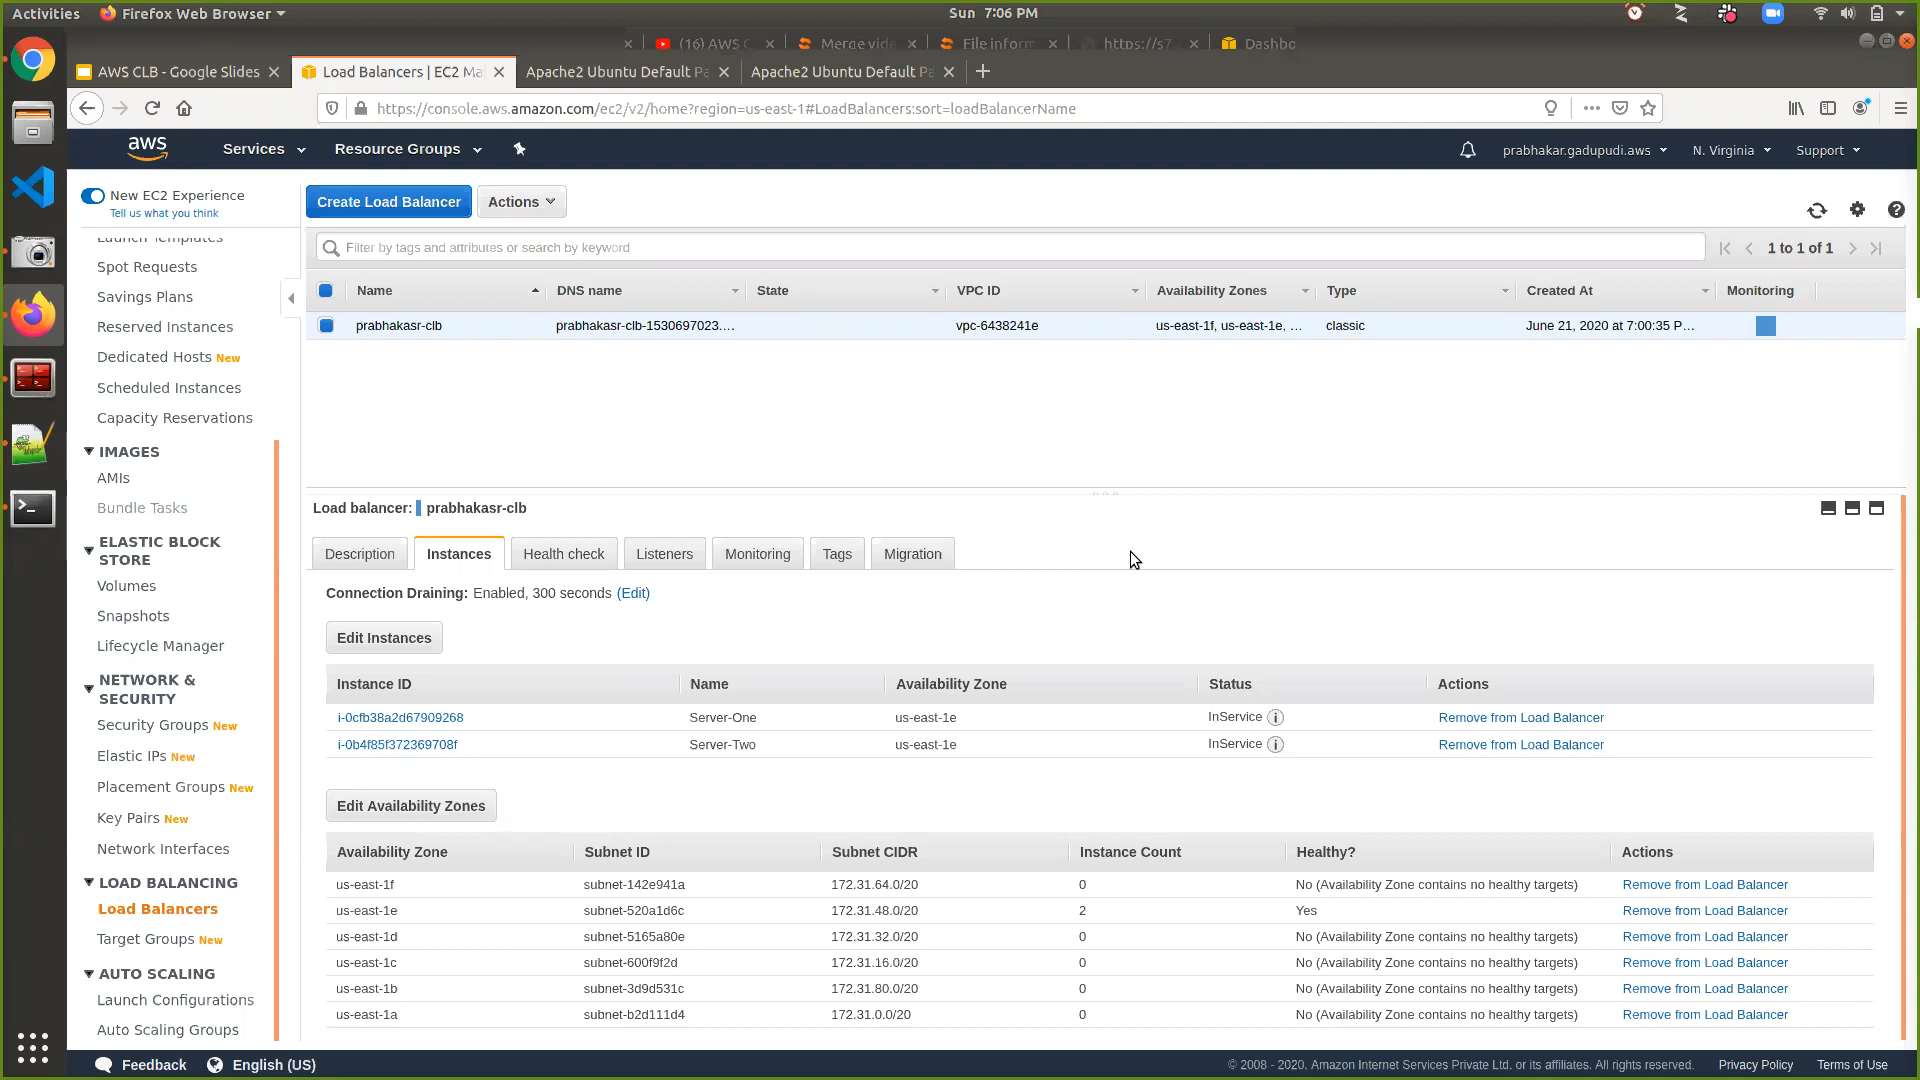 Activities
Firefox Web Browser
Sun 7:06 PM
(16) AWS C
Merge vide
File inform
https://s7
Dashbo
AWS CLB - Google Slides
Load Balancers | EC2 Ma
Apache2 Ubuntu Default Pa
Apache2 Ubuntu Default Pa
https://console.aws.amazon.com/ec2/v2/home?region=us-east-1#LoadBalancers:sort=loadBalancerName
aws
Services
Resource Groups
prabhakar.gadupudi.aws
N. Virginia
Support
New EC2 Experience
Tell us what you think
Launch Templates
Spot Requests
Savings Plans
Reserved Instances
Dedicated Hosts New
Scheduled Instances
Capacity Reservations
IMAGES
AMIs
Bundle Tasks
ELASTIC BLOCK
STORE
Volumes
Snapshots
Lifecycle Manager
NETWORK &
SECURITY
Security Groups New
Elastic IPs New
Placement Groups New
Key Pairs New
Network Interfaces
LOAD BALANCING
Load Balancers
Target Groups New
AUTO SCALING
Launch Configurations
Auto Scaling Groups
Create Load Balancer
Actions
Filter by tags and attributes or search by keyword
1 to 1 of 1
Name DNS name State VPC ID Availability Zones Type Created At Monitoring
prabhakasr-clb prabhakasr-clb-1530697023.... vpc-6438241e us-east-1f, us-east-1e, ... classic June 21, 2020 at 7:00:35 P...
Load balancer: prabhakasr-clb
Description Instances Health check Listeners Monitoring Tags Migration
Connection Draining: Enabled, 300 seconds (Edit)
Edit Instances
Instance ID Name Availability Zone Status Actions
i-0cfb38a2d67909268 Server-One us-east-1e InService Remove from Load Balancer
i-0b4f85f372369708f Server-Two us-east-1e InService Remove from Load Balancer
Edit Availability Zones
Availability Zone Subnet ID Subnet CIDR Instance Count Healthy? Actions
us-east-1f subnet-142e941a 172.31.64.0/20 0 No (Availability Zone contains no healthy targets) Remove from Load Balancer
us-east-1e subnet-520a1d6c 172.31.48.0/20 2 Yes Remove from Load Balancer
us-east-1d subnet-5165a80e 172.31.32.0/20 0 No (Availability Zone contains no healthy targets) Remove from Load Balancer
us-east-1c subnet-600f9f2d 172.31.16.0/20 0 No (Availability Zone contains no healthy targets) Remove from Load Balancer
us-east-1b subnet-3d9d531c 172.31.80.0/20 0 No (Availability Zone contains no healthy targets) Remove from Load Balancer
us-east-1a subnet-b2d111d4 172.31.0.0/20 0 No (Availability Zone contains no healthy targets) Remove from Load Balancer
Feedback
English (US)
© 2008 - 2020, Amazon Internet Services Private Ltd. or its affiliates. All rights reserved.
Privacy Policy
Terms of Use